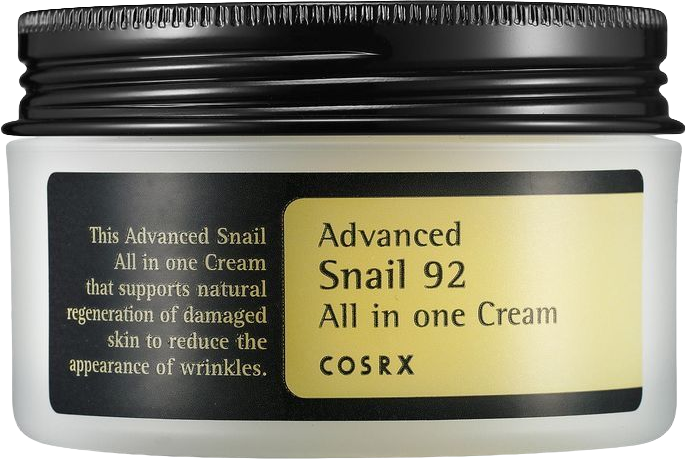 This Advanced Snail
All in one Cream
that supports natural
regeneration of damaged
skin to reduce the
appearance of wrinkles.
Advanced
Snail 92
All in one Cream
COSRX